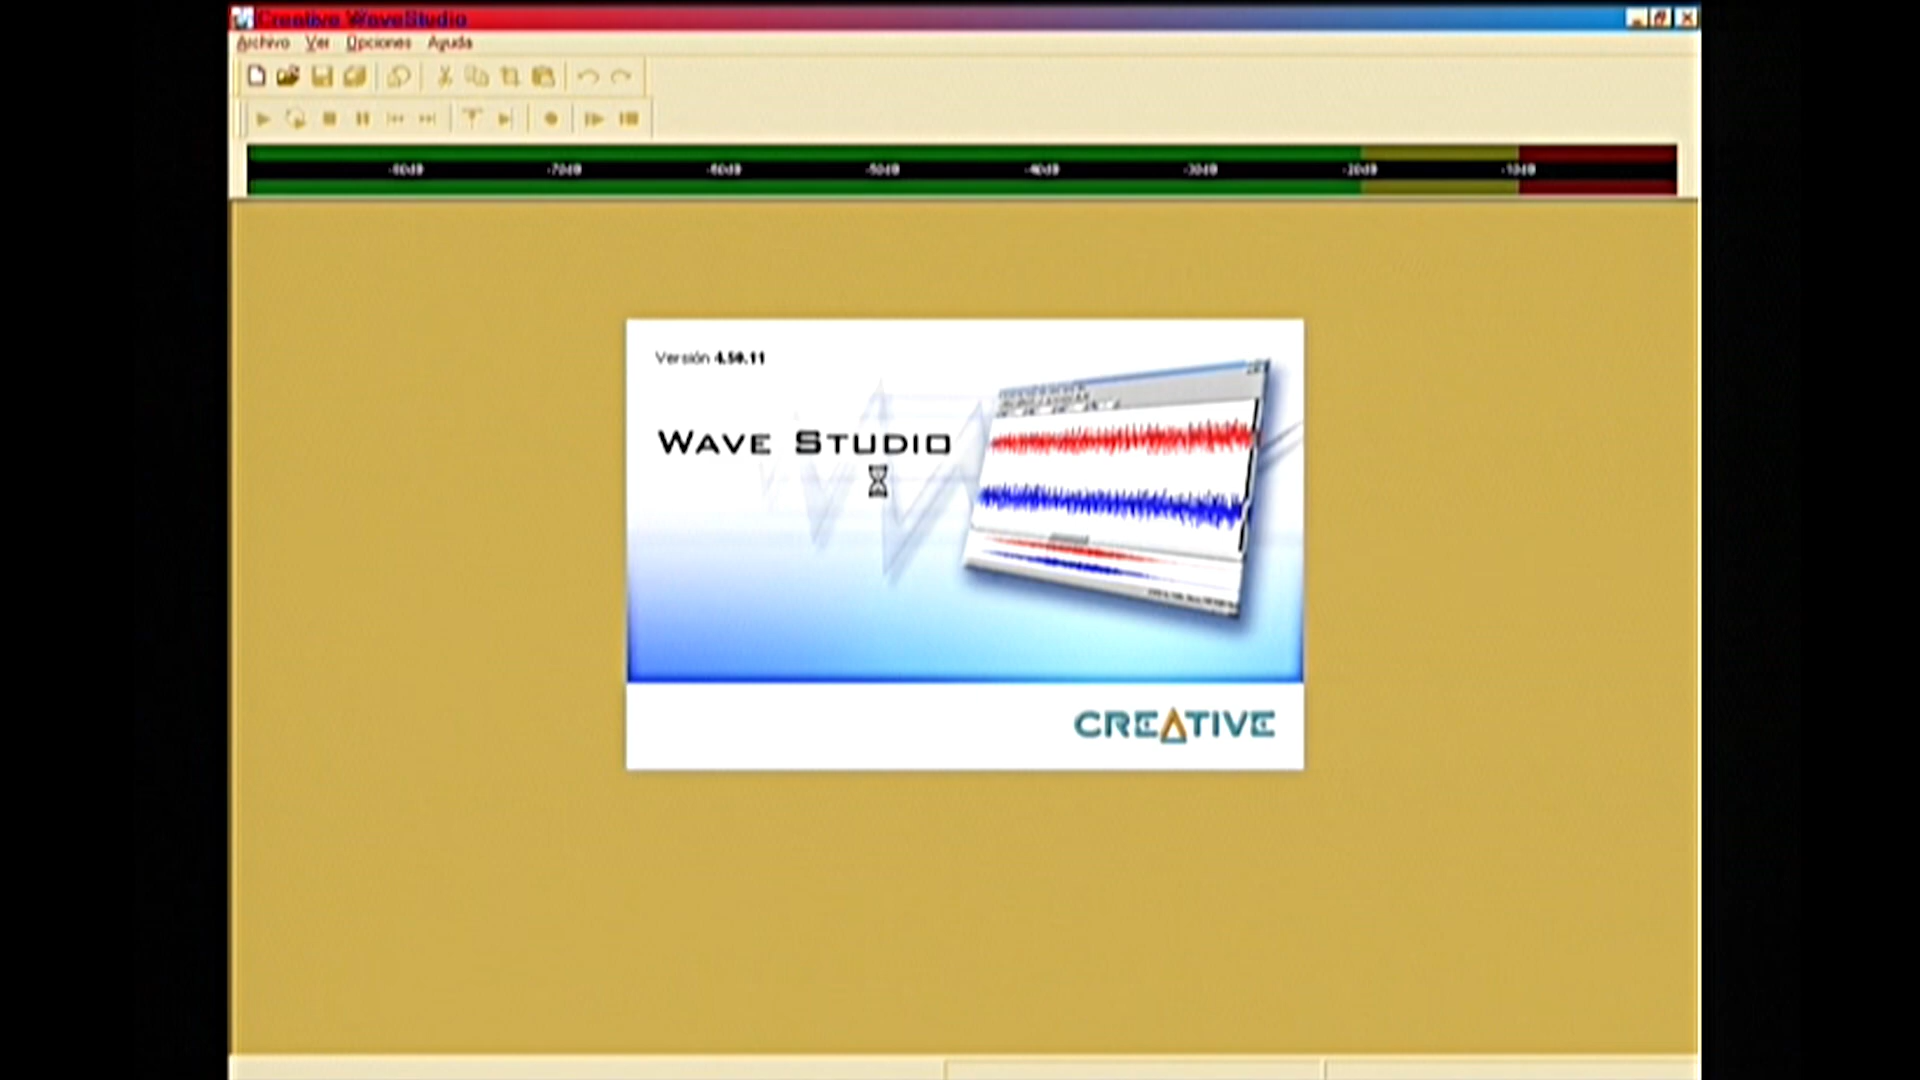 Creative WaveStudio
Archivo Ver Opciones Ayuda
-80dB -70dB -60dB -50dB -40dB -30dB -20dB -10dB
Versión 4.50.11
WAVE STUDIO
CREATIVE